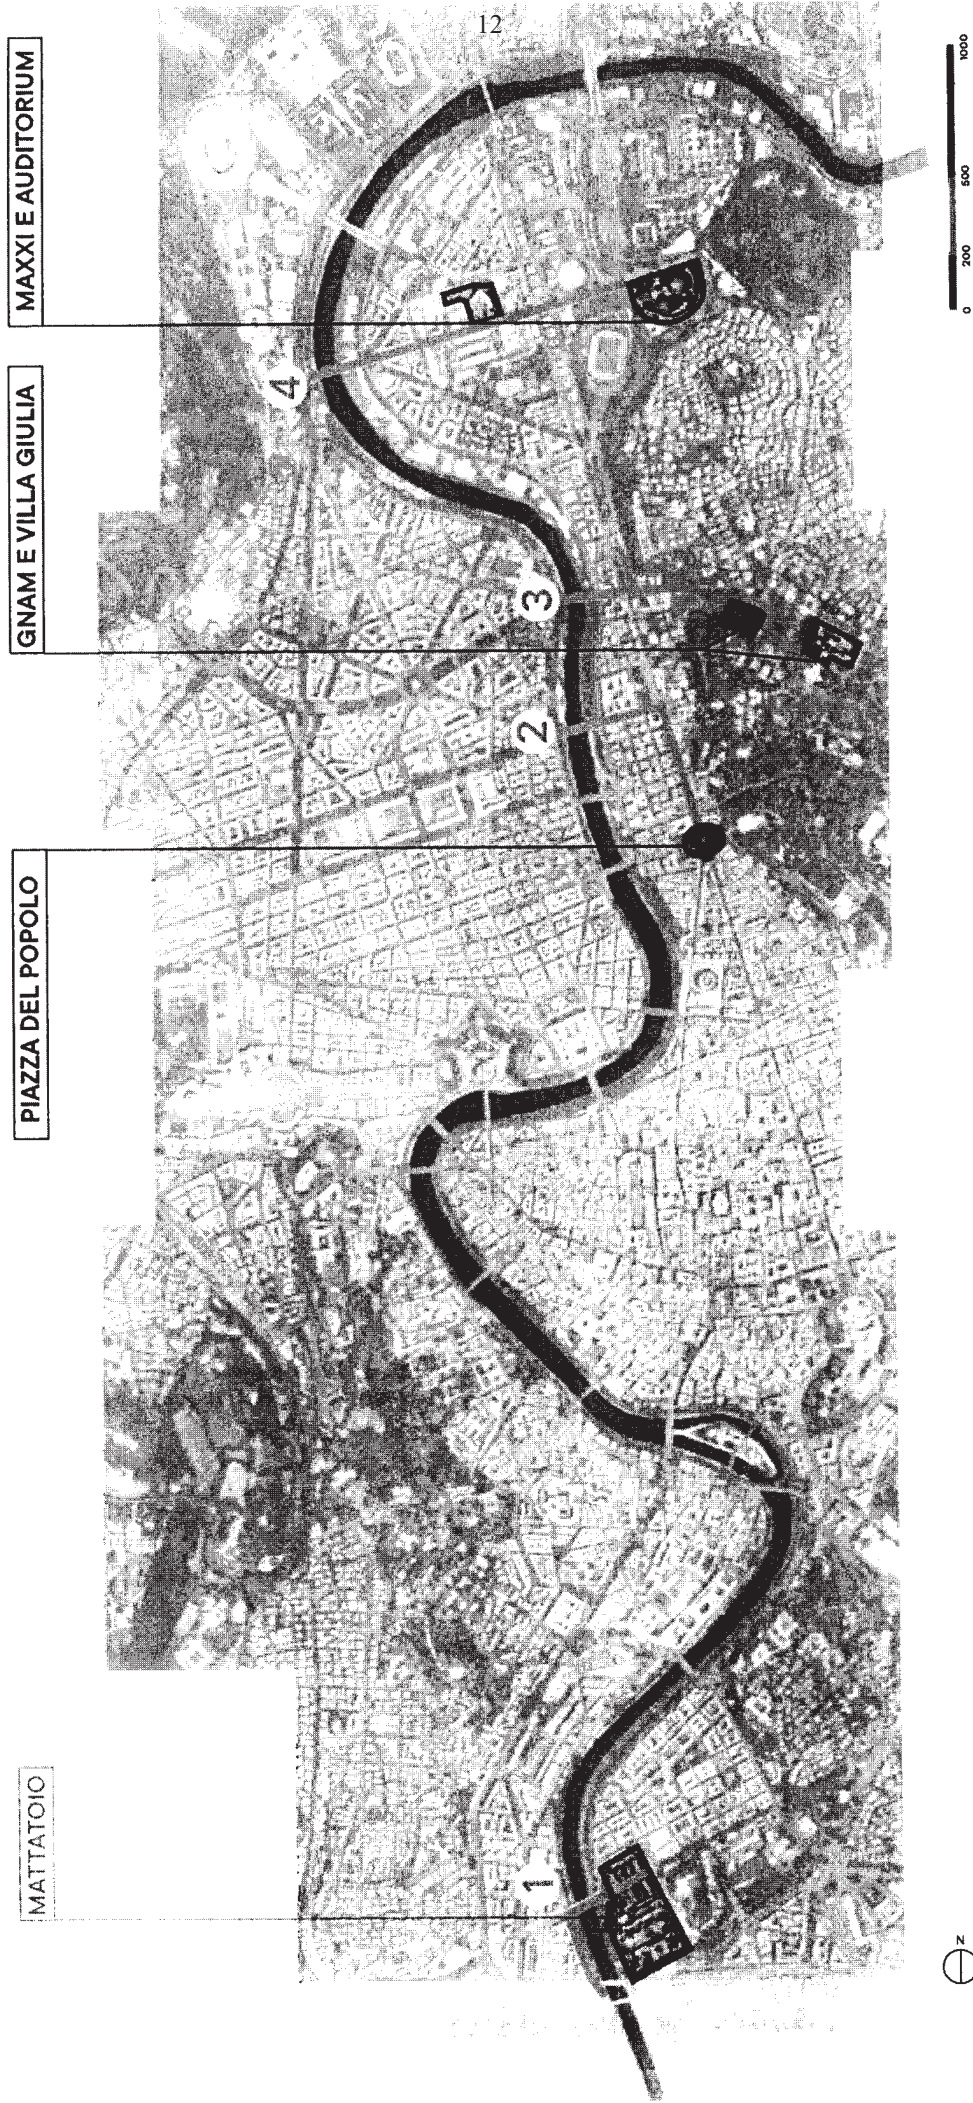 12
MAXXI E AUDITORIUM
GNAM E VILLA GIULIA
PIAZZA DEL POPOLO
MATTATOIO
4
3
2
1
0 200 500 1000
N